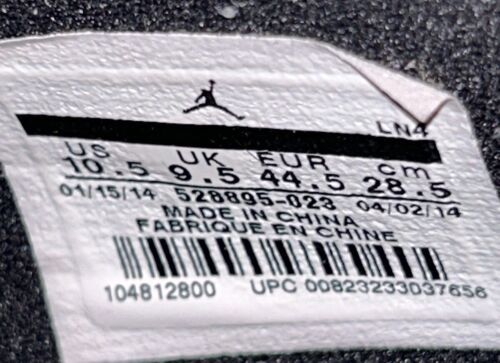 LN4
US UK EUR cm
10.5 9.5 44.5 28.5
01/15/14 528895-023 04/02/14
MADE IN CHINA
FABRIQUE EN CHINE
104812800 UPC 00823233037656